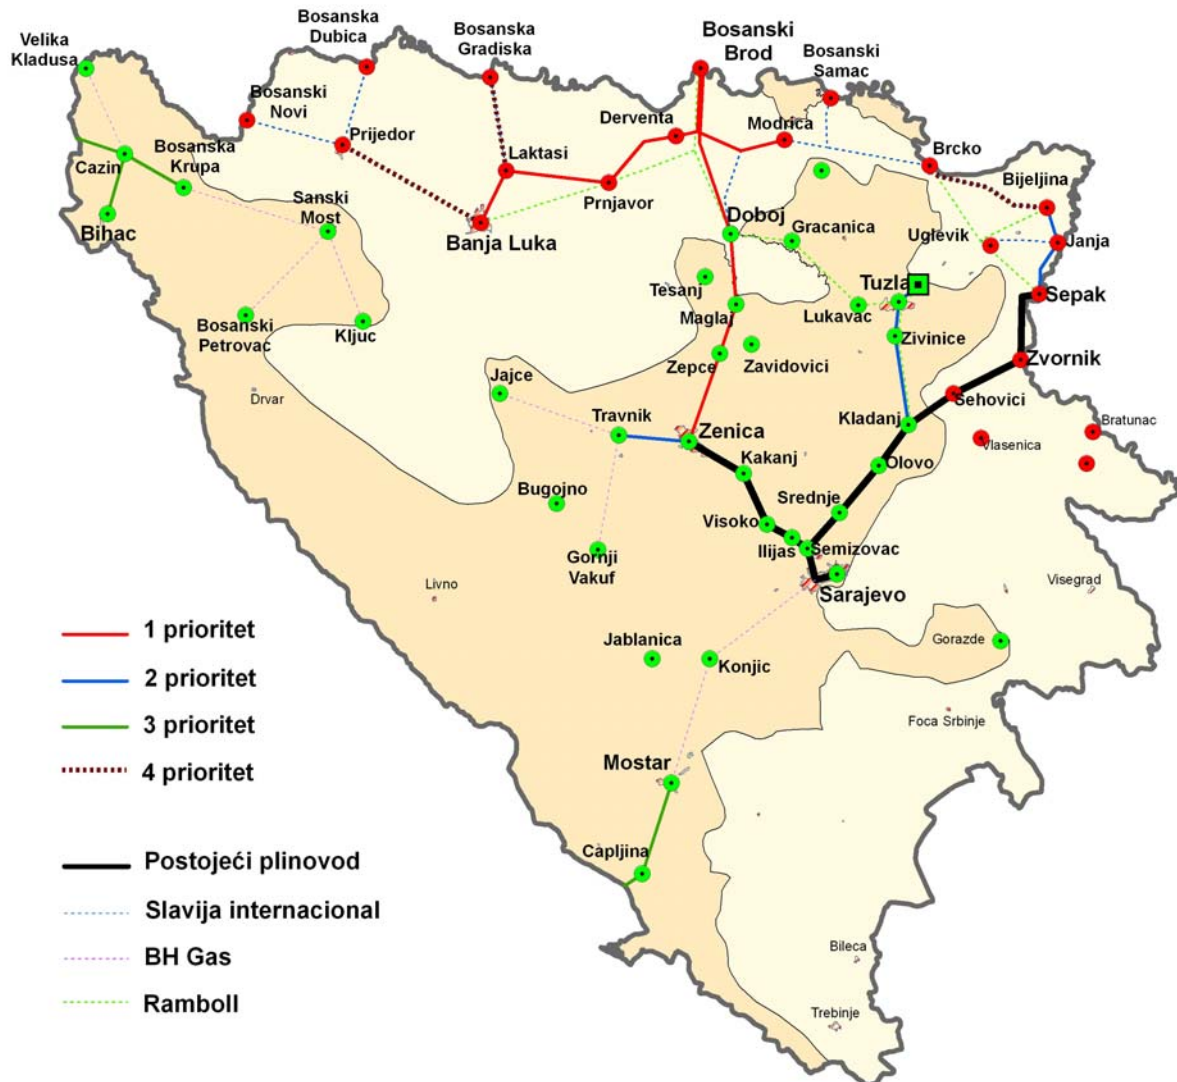 Bosanska
Dubica
Bosanska
Gradiska
Bosanski
Brod
Bosanski
Samac
Velika
Kladusa
Bosanski
Novi
Prijedor
Derventa
Modrica
Brcko
Bijeljina
Cazin
Bosanska
Krupa
Laktasi
Prnjavor
Sanski
Most
Bihac
Banja Luka
Doboj
Gracanica
Uglevik
Janja
Tesanj
Tuzla
Sepak
Maglaj
Lukavac
Bosanski
Petrovac
Kljuc
Zivinice
Zepce
Zavidovici
Zvornik
Jajce
Drvar
Sehovici
Travnik
Zenica
Kladanj
Bratunac
Vlasenica
Kakanj
Olovo
Bugojno
Srednje
Visoko
Ilijas
Semizovac
Gornji
Vakuf
Livno
Sarajevo
Visegrad
Jablanica
Konjic
Gorazde
Foca Srbinje
Mostar
Capljina
Bileca
Trebinje
1 prioritet
2 prioritet
3 prioritet
4 prioritet
Postojeći plinovod
Slavija internacional
BH Gas
Ramboll